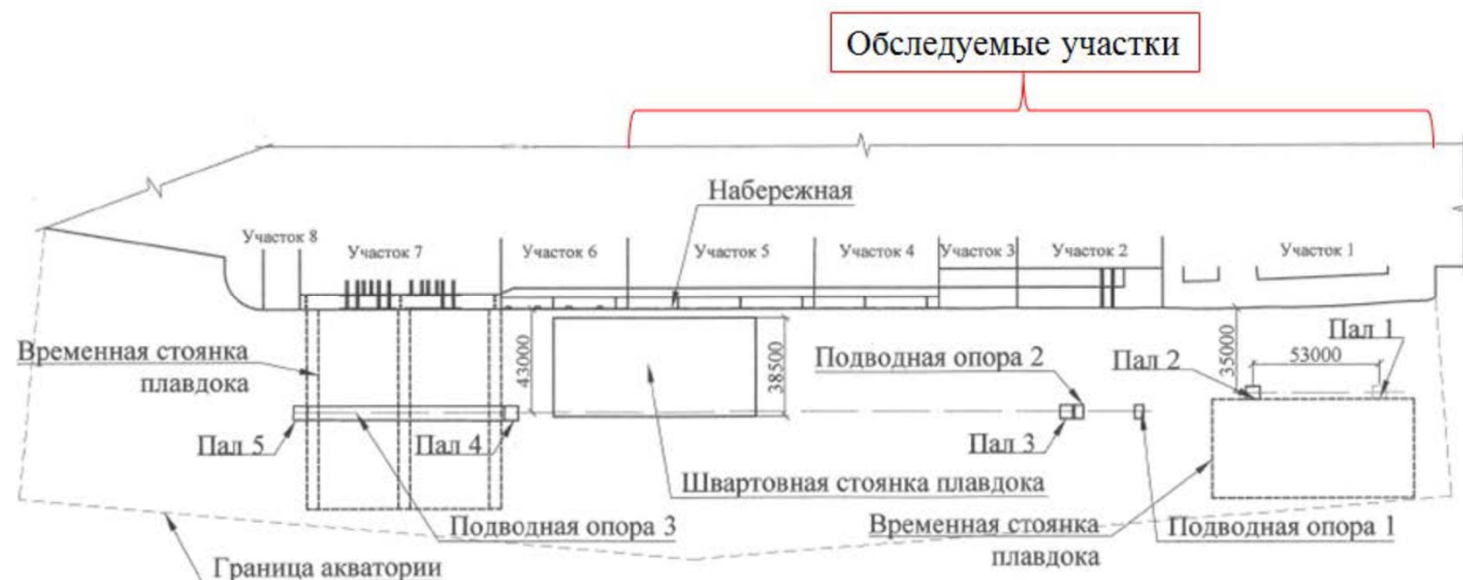 Обследуемые участки
Набережная
Участок 8
Участок 7
Участок 6
Участок 5
Участок 4
Участок 3
Участок 2
Участок 1
Временная стоянка
плавдока
43000
38500
Подводная опора 2
Пал 2
35000
53000
Пал 1
Пал 5
Пал 4
Пал 3
Швартовная стоянка плавдока
Подводная опора 3
Временная стоянка
плавдока
Подводная опора 1
Граница акватории